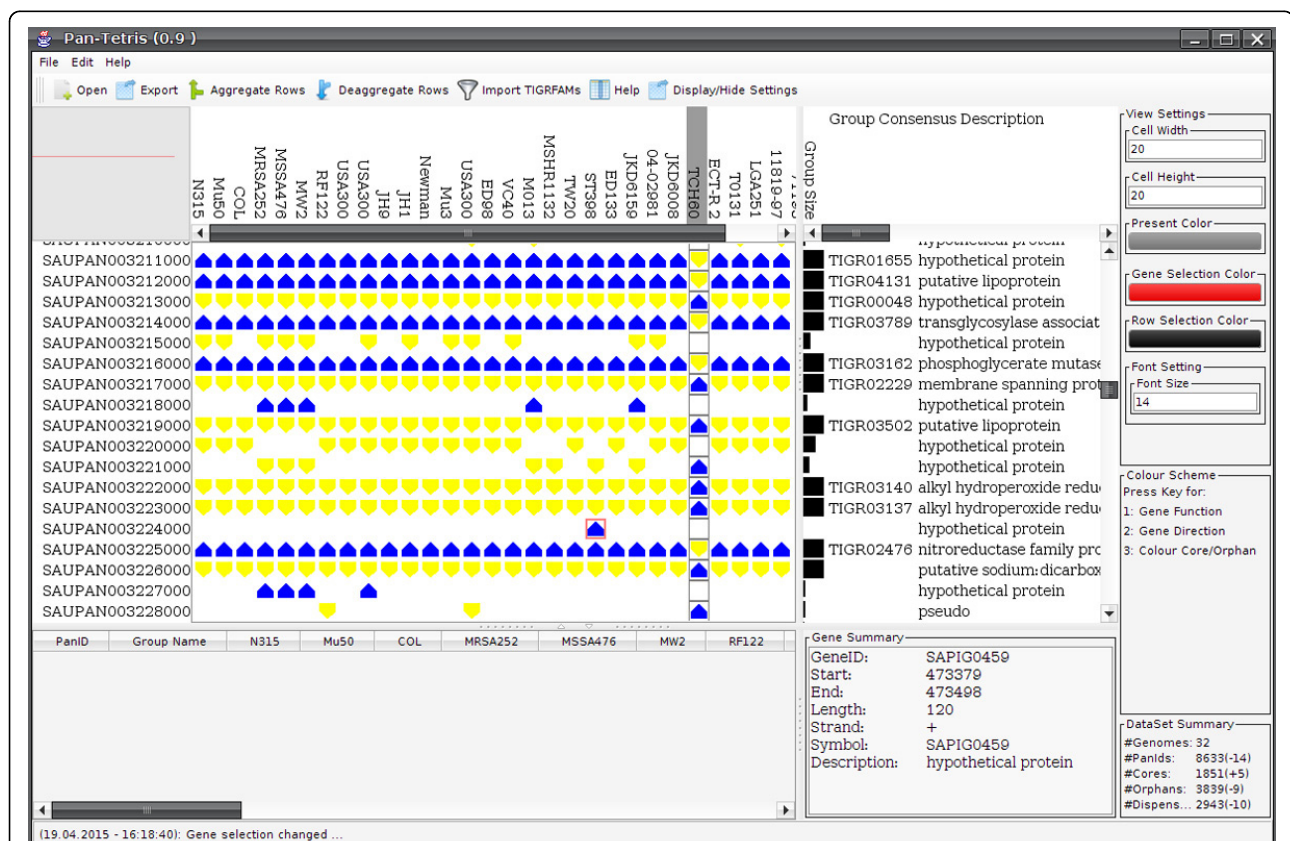 Pan-Tetris (0.9 )
File Edit Help
Open Export Aggregate Rows Deaggregate Rows Import TIGRFAMs Help Display/Hide Settings
N315 Mu50 COL MRSA252 MSSA476 MW2 RF122 USA300 USA300 JH9 JH1 Newman Mu3 USA300 ED98 VC40 M013 MSHR1132 TW20 ST398 ED133 JKD6159 04-02981 JKD6008 TCH60 ECT-R 2 T0131 LGA251 11819-97
Group Size Group Consensus Description
hypothetical protein
SAUPAN003211000 TIGR01655 hypothetical protein
SAUPAN003212000 TIGR04131 putative lipoprotein
SAUPAN003213000 TIGR00048 hypothetical protein
SAUPAN003214000 TIGR03789 transglycosylase associat
SAUPAN003215000 hypothetical protein
SAUPAN003216000 TIGR03162 phosphoglycerate mutase
SAUPAN003217000 TIGR02229 membrane spanning prot
SAUPAN003218000 hypothetical protein
SAUPAN003219000 TIGR03502 putative lipoprotein
SAUPAN003220000 hypothetical protein
SAUPAN003221000 hypothetical protein
SAUPAN003222000 TIGR03140 alkyl hydroperoxide redu
SAUPAN003223000 TIGR03137 alkyl hydroperoxide redu
SAUPAN003224000 hypothetical protein
SAUPAN003225000 TIGR02476 nitroreductase family pro
SAUPAN003226000 putative sodium:dicarbox
SAUPAN003227000 hypothetical protein
SAUPAN003228000 pseudo
View Settings
Cell Width
20
Cell Height
20
Present Color
Gene Selection Color
Row Selection Color
Font Setting
Font Size
14
Colour Scheme
Press Key for:
1: Gene Function
2: Gene Direction
3: Colour Core/Orphan
PanID Group Name N315 Mu50 COL MRSA252 MSSA476 MW2 RF122
Gene Summary
GeneID: SAPIG0459
Start: 473379
End: 473498
Length: 120
Strand: +
Symbol: SAPIG0459
Description: hypothetical protein
DataSet Summary
#Genomes: 32
#PanIds: 8633(-14)
#Cores: 1851(+5)
#Orphans: 3839(-9)
#Dispens... 2943(-10)
(19.04.2015 - 16:18:40): Gene selection changed ...